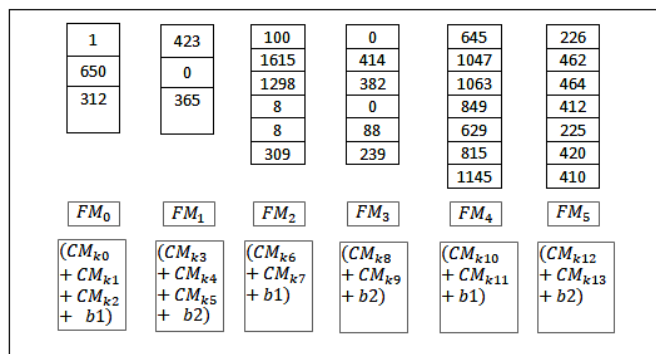 1 423 100 0 645 226
650 0 1615 414 1047 462
312 365 1298 382 1063 464
8 0 849 412
8 88 629 225
309 239 815 420
1145 410
FM₀ FM₁ FM₂ FM₃ FM₄ FM₅
(CMₖ₀ (CMₖ₃ (CMₖ₆ (CMₖ₈ (CMₖ₁₀ (CMₖ₁₂
+ CMₖ₁ + CMₖ₄ + CMₖ₇ + CMₖ₉ + CMₖ₁₁ + CMₖ₁₃
+ CMₖ₂ + CMₖ₅ + b1) + b2) + b1) + b2)
+ b1) + b2)